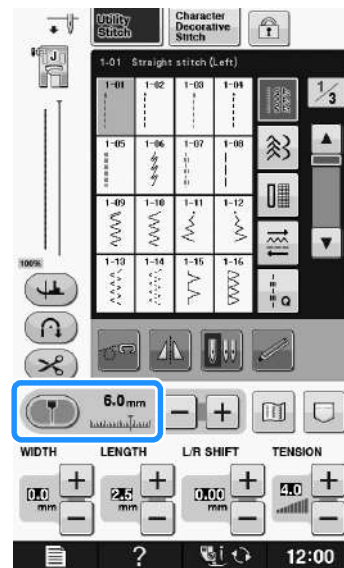 Utility Stitch
Character Decorative Stitch
J
1-01 Straight stitch (Left)
1-01 1-02 1-03 1-04
1/3
1-05 1-06 1-07 1-08
1-09 1-10 1-11 1-12
1-13 1-14 1-15 1-16
100%
Q
6.0 mm
- +
WIDTH LENGTH L/R SHIFT TENSION
0.0 mm + -
2.5 mm + -
0.00 mm + -
4.0 + -
? 12:00